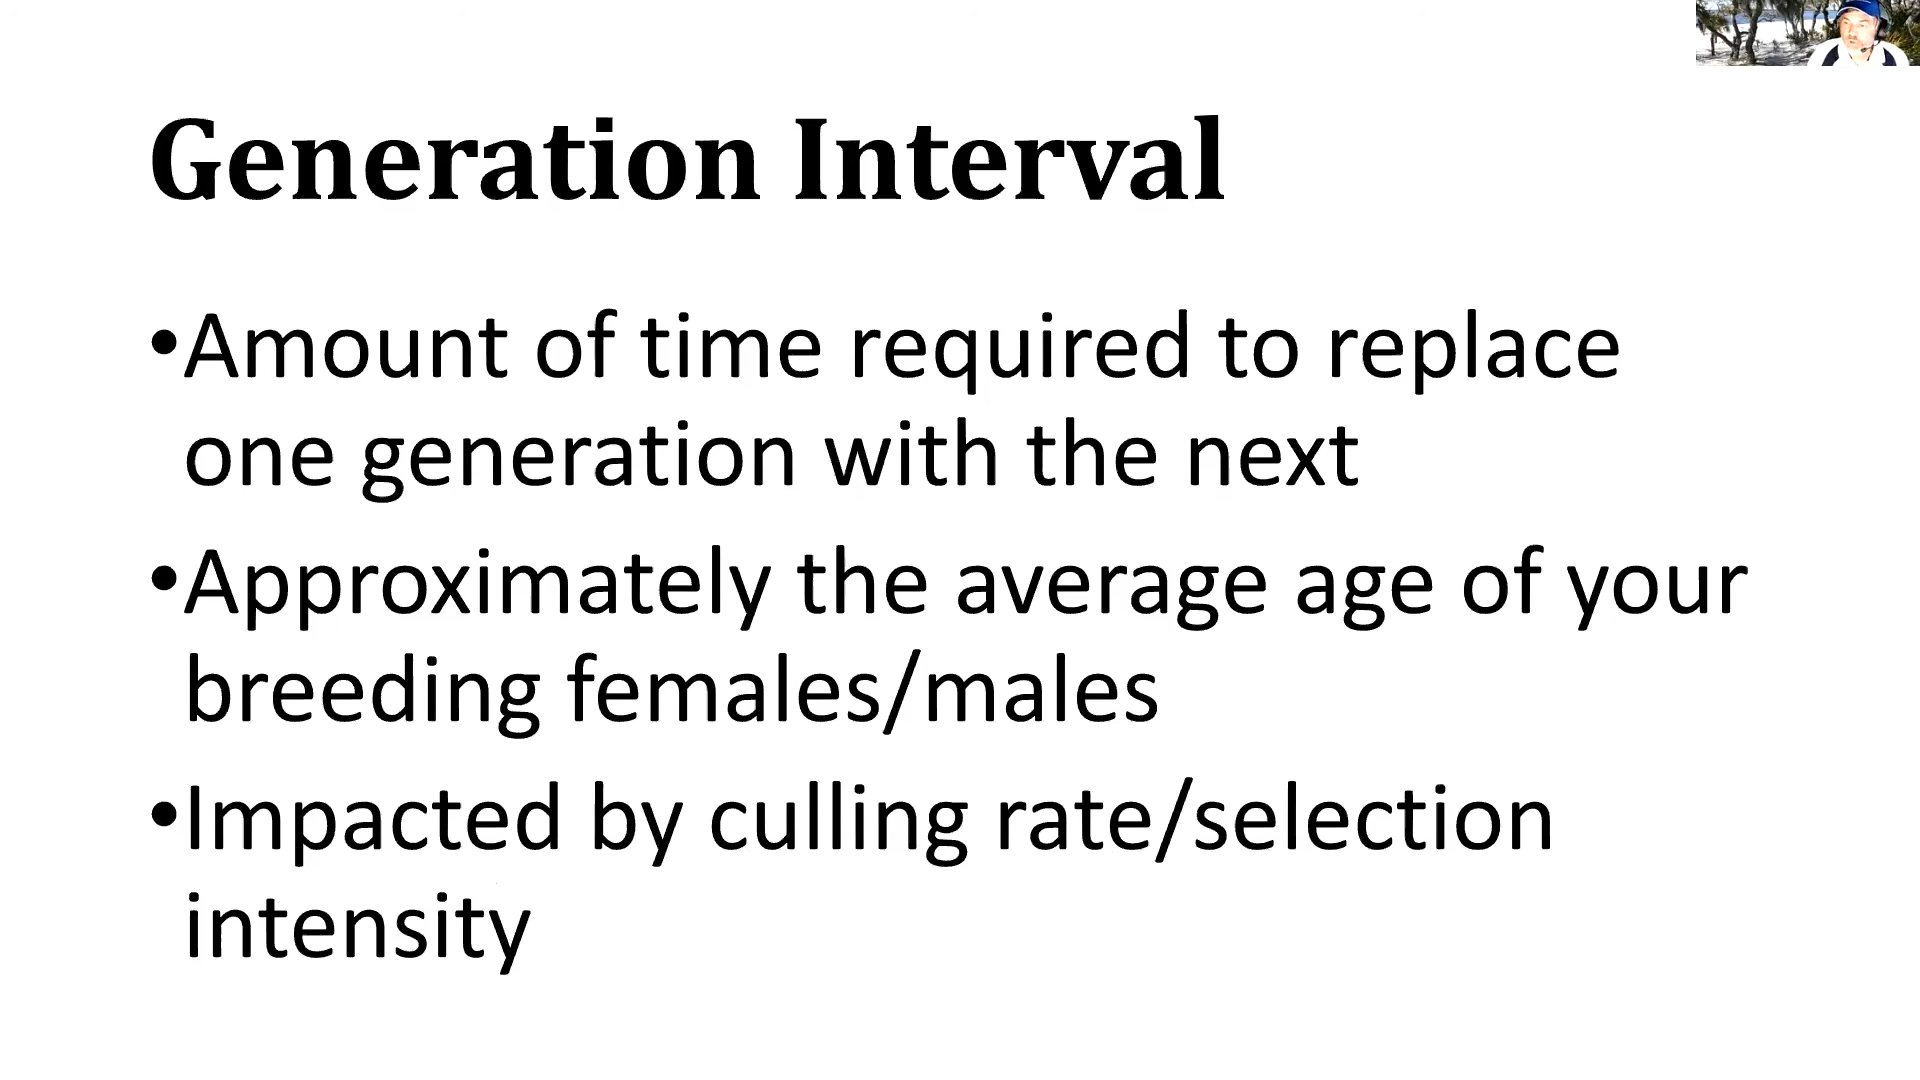 Generation Interval
•Amount of time required to replace
one generation with the next
•Approximately the average age of your
breeding females/males
•Impacted by culling rate/selection
intensity